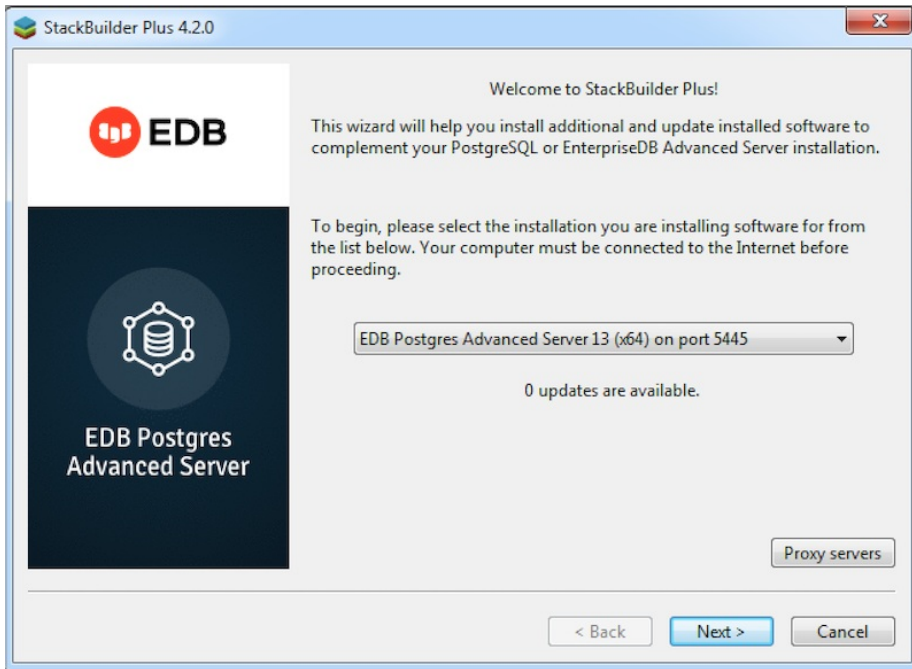 StackBuilder Plus 4.2.0
EDB
EDB Postgres
Advanced Server
Welcome to StackBuilder Plus!
This wizard will help you install additional and update installed software to
complement your PostgreSQL or EnterpriseDB Advanced Server installation.
To begin, please select the installation you are installing software for from
the list below. Your computer must be connected to the Internet before
proceeding.
EDB Postgres Advanced Server 13 (x64) on port 5445
0 updates are available.
Proxy servers
< Back
Next >
Cancel